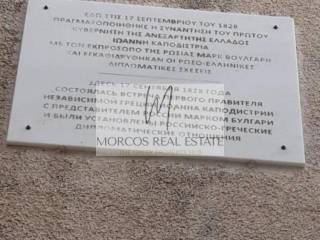 ΕΔΩ ΣΤΙΣ 17 ΣΕΠΤΕΜΒΡΙΟΥ ΤΟΥ 1828
ΠΡΑΓΜΑΤΟΠΟΙΗΘΗΚΕ Η ΣΥΝΑΝΤΗΣΗ ΤΟΥ ΠΡΩΤΟΥ
ΚΥΒΕΡΝΗΤΗ ΤΗΣ ΑΝΕΞΑΡΤΗΤΗΣ ΕΛΛΑΔΟΣ
ΙΩΑΝΝΗ ΚΑΠΟΔΙΣΤΡΙΑ
ΜΕ ΤΟΝ ΕΚΠΡΟΣΩΠΟ ΤΗΣ ΡΩΣΙΑΣ ΜΑΡΚ ΒΟΥΛΓΑΡΗ
ΚΑΙ ΕΓΚΑΘΙΔΡΥΘΗΚΑΝ ΟΙ ΡΩΣΟ-ΕΛΛΗΝΙΚΕΣ
ΔΙΠΛΩΜΑΤΙΚΕΣ ΣΧΕΣΕΙΣ
ЗДЕСЬ 17 СЕНТЯБРЯ 1828 ГОДА
СОСТОЯЛАСЬ ВСТРЕЧА ПЕРВОГО ПРАВИТЕЛЯ
НЕЗАВИСИМОЙ ГРЕЦИИ ИОАННА КАПОДИСТРИИ
С ПРЕДСТАВИТЕЛЕМ РОССИИ МАРКОМ БУЛГАРИ
И БЫЛИ УСТАНОВЛЕНЫ РОССИЙСКО-ГРЕЧЕСКИЕ
ДИПЛОМАТИЧЕСКИЕ ОТНОШЕНИЯ
MORCOS REAL ESTATE